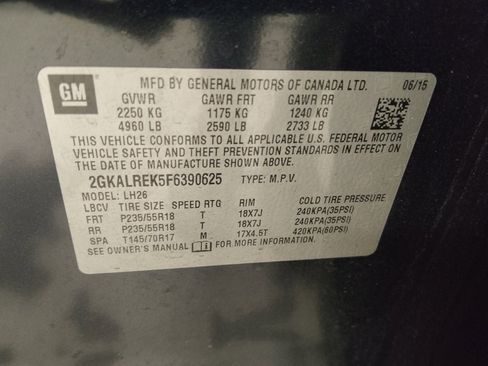 GM
MFD BY GENERAL MOTORS OF CANADA LTD. 06/15
GVWR GAWR FRT GAWR RR
2250 KG 1175 KG 1240 KG
4960 LB 2590 LB 2733 LB
THIS VEHICLE CONFORMS TO ALL APPLICABLE U.S. FEDERAL MOTOR
VEHICLE SAFETY AND THEFT PREVENTION STANDARDS IN EFFECT ON
THE DATE OF MANUFACTURE SHOWN ABOVE.
2GKALREK5F6390625 TYPE: M.P.V.
MODEL: LH26
LBCV TIRE SIZE SPEED RTG RIM COLD TIRE PRESSURE
FRT P235/55R18 T 18X7J 240KPA(35PSI)
RR P235/55R18 T 18X7J 240KPA(35PSI)
SPA T145/70R17 M 17X4.5T 420KPA(60PSI)
SEE OWNER'S MANUAL FOR MORE INFORMATION.